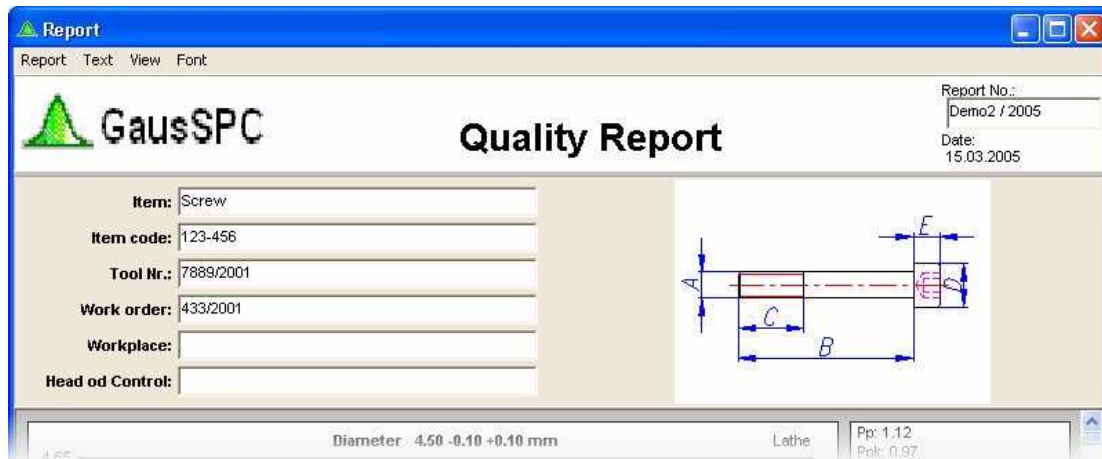 Report
Report Text View Font
GausSPC
Quality Report
Report No.:
Demo2 / 2005
Date:
15.03.2005
Item: Screw
Item code: 123-456
Tool Nr.: 7889/2001
Work order: 433/2001
Workplace:
Head od Control:
E
A
D
C
B
Diameter 4.50 -0.10 +0.10 mm
Lathe
Pp: 1.12
Ppk: 0.97
4.65